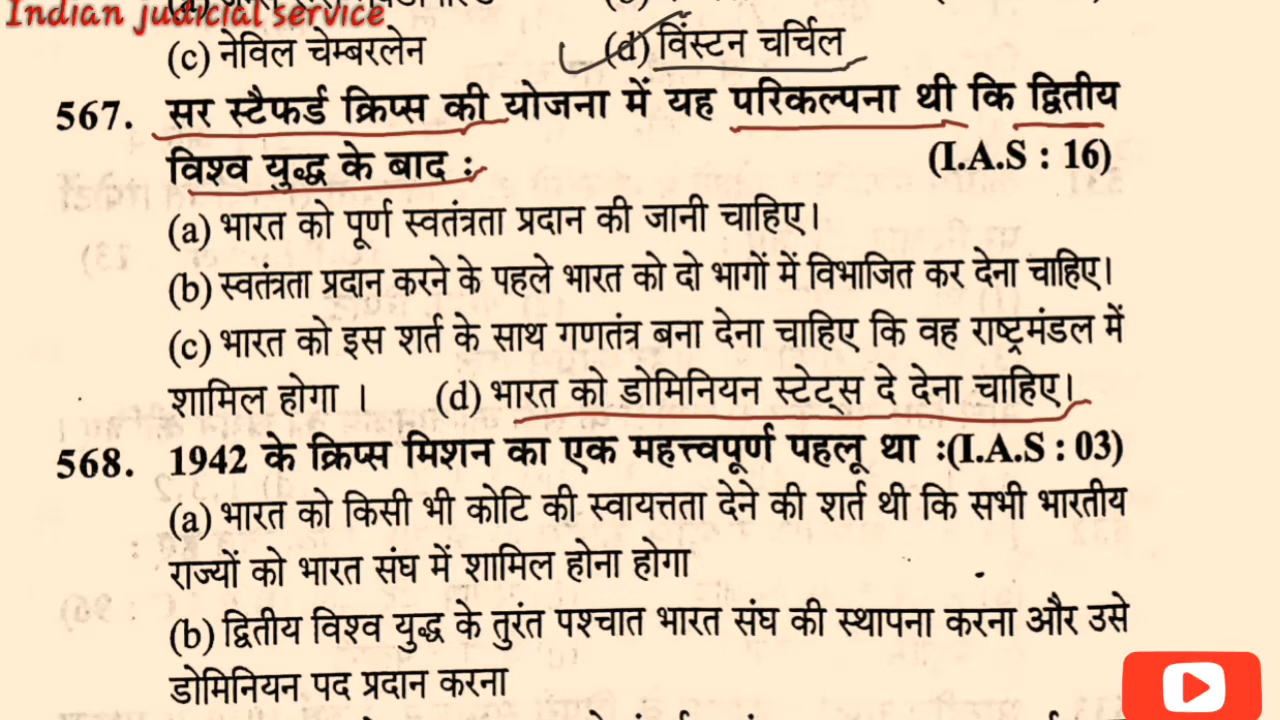 Indian judicial service
(c) नेविल चेम्बरलेन (d) विंस्टन चर्चिल
567. सर स्टैफर्ड क्रिप्स की योजना में यह परिकल्पना थी कि द्वितीय
विश्व युद्ध के बाद : (I.A.S : 16)
(a) भारत को पूर्ण स्वतंत्रता प्रदान की जानी चाहिए।
(b) स्वतंत्रता प्रदान करने के पहले भारत को दो भागों में विभाजित कर देना चाहिए।
(c) भारत को इस शर्त के साथ गणतंत्र बना देना चाहिए कि वह राष्ट्रमंडल में
शामिल होगा । (d) भारत को डोमिनियन स्टेट्स दे देना चाहिए।
568. 1942 के क्रिप्स मिशन का एक महत्त्वपूर्ण पहलू था :(I.A.S : 03)
(a) भारत को किसी भी कोटि की स्वायत्तता देने की शर्त थी कि सभी भारतीय
राज्यों को भारत संघ में शामिल होना होगा
(b) द्वितीय विश्व युद्ध के तुरंत पश्चात भारत संघ की स्थापना करना और उसे
डोमिनियन पद प्रदान करना